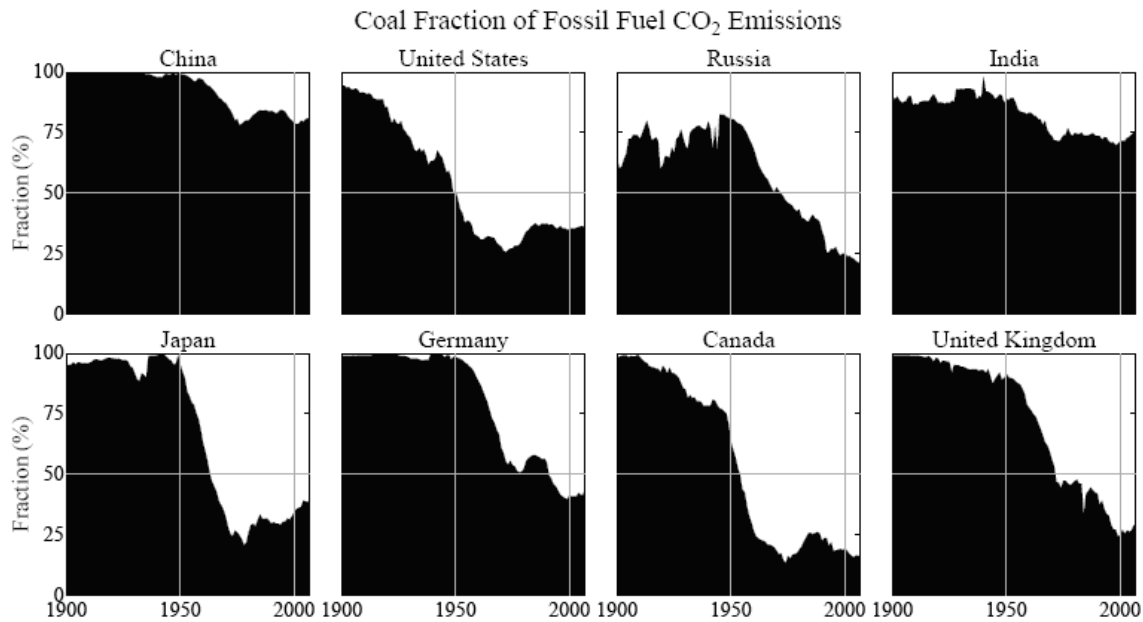 Coal Fraction of Fossil Fuel CO₂ Emissions
China United States Russia India
100
75
50
25
0
Fraction (%)
Japan Germany Canada United Kingdom
100
75
50
25
0
Fraction (%)
1900 1950 2000 1900 1950 2000 1900 1950 2000 1900 1950 2000